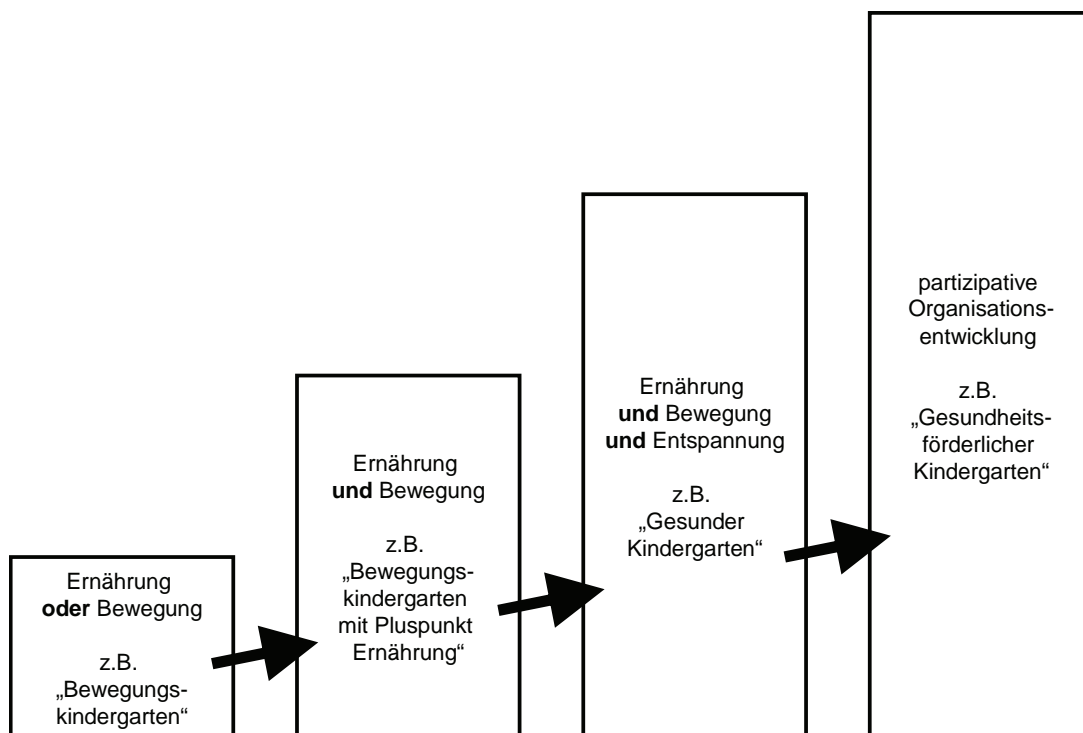 Ernährung
oder Bewegung
z.B.
„Bewegungs-
kindergarten“
Ernährung
und Bewegung
z.B.
„Bewegungs-
kindergarten
mit Pluspunkt
Ernährung“
Ernährung
und Bewegung
und Entspannung
z.B.
„Gesunder
Kindergarten“
partizipative
Organisations-
entwicklung
z.B.
„Gesundheits-
förderlicher
Kindergarten“